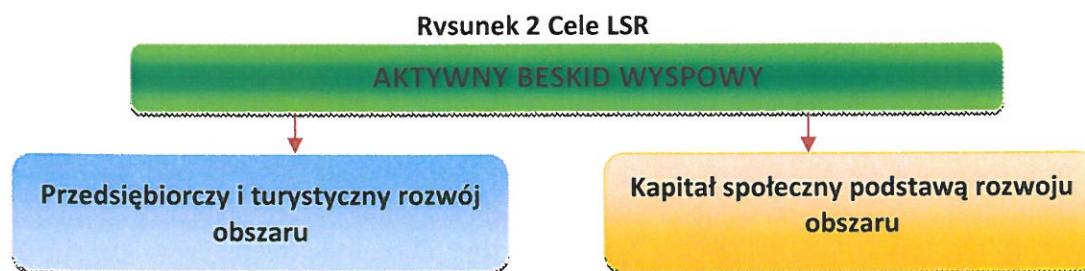 Rysunek 2 Cele LSR
AKTYWNY BESKID WYSPOWY
Przedsiębiorczy i turystyczny rozwój
obszaru
Kapitał społeczny podstawą rozwoju
obszaru